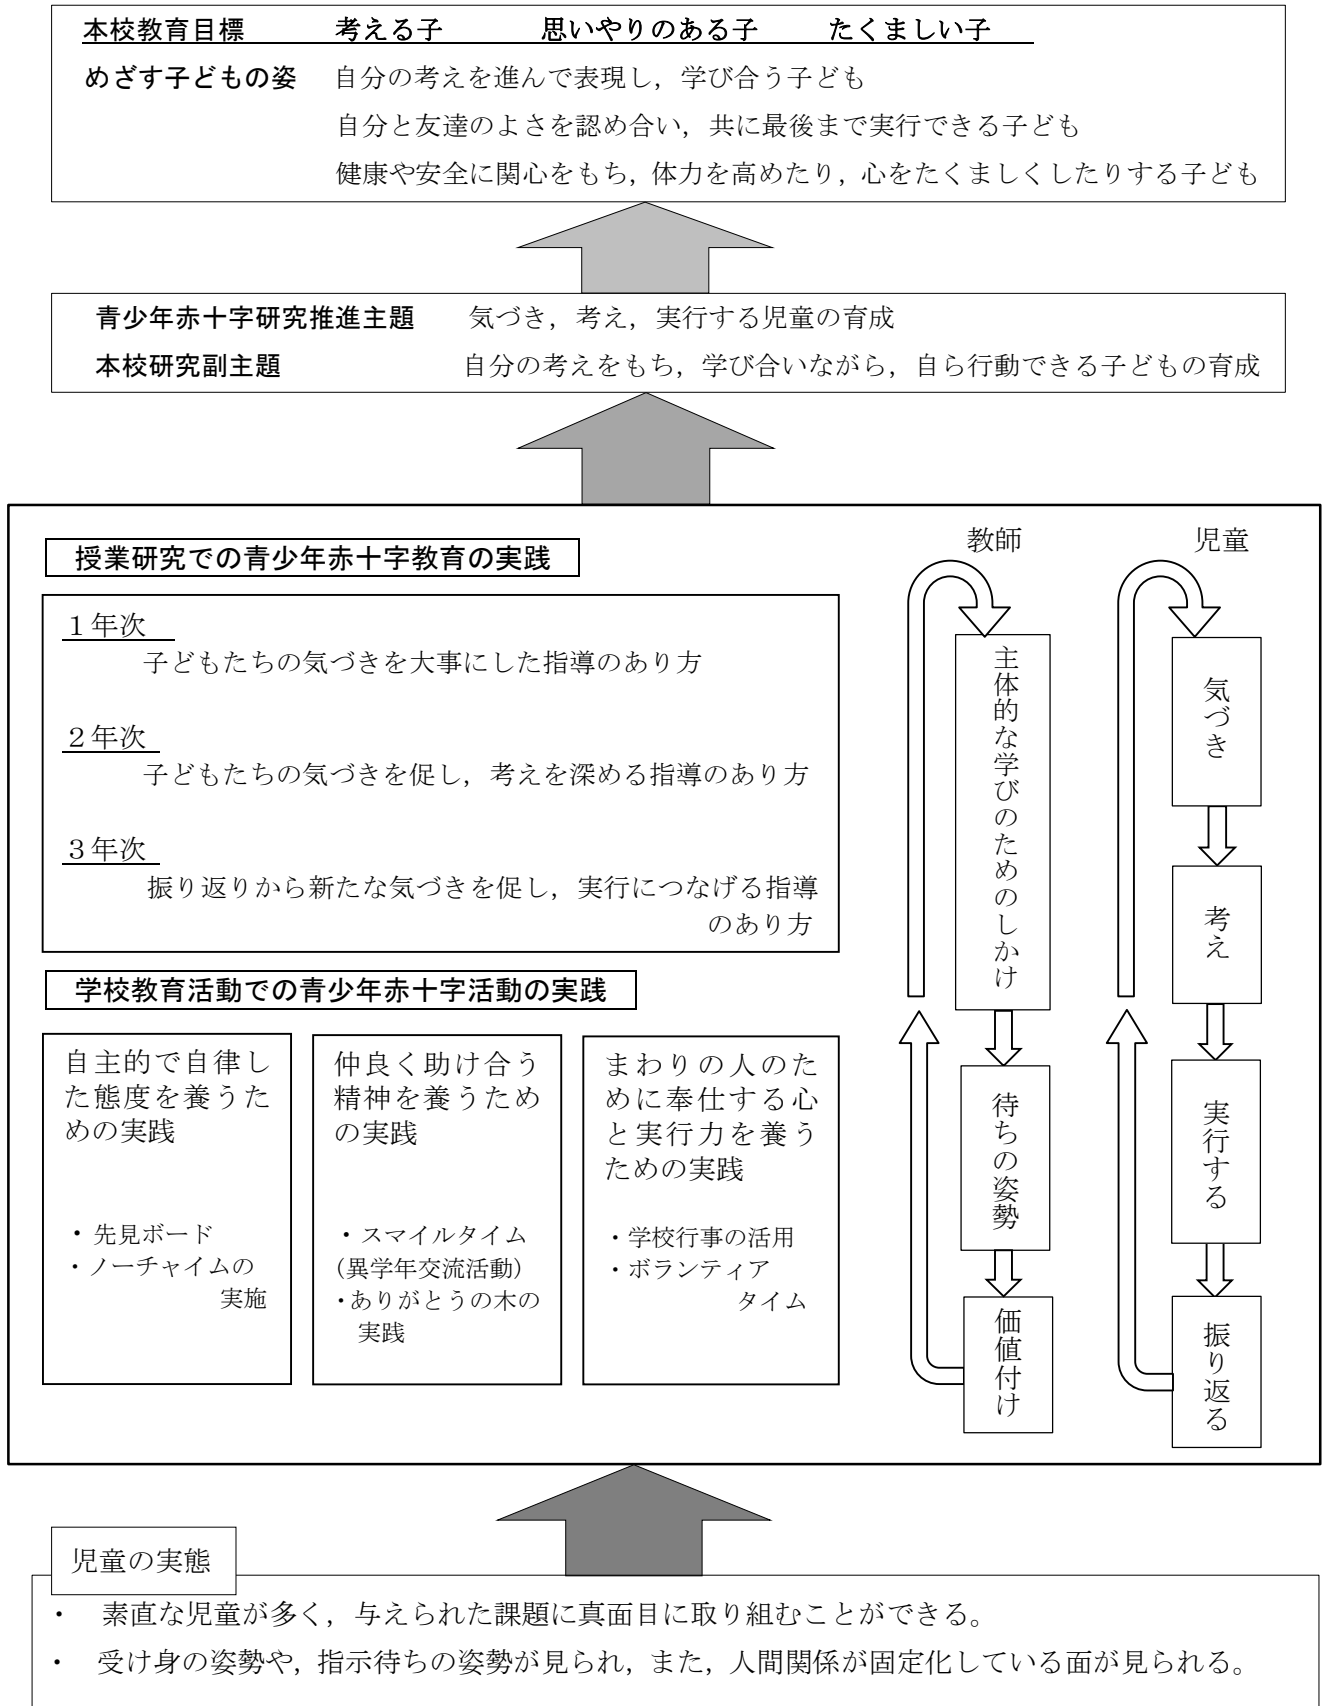 本校教育目標　考える子　思いやりのある子　たくましい子
めざす子どもの姿　自分の考えを進んで表現し，学び合う子ども
自分と友達のよさを認め合い，共に最後まで実行できる子ども
健康や安全に関心をもち，体力を高めたり，心をたくましくしたりする子ども
青少年赤十字研究推進主題　気づき，考え，実行する児童の育成
本校研究副主題　自分の考えをもち，学び合いながら，自ら行動できる子どもの育成
授業研究での青少年赤十字教育の実践
１年次
子どもたちの気づきを大事にした指導のあり方
２年次
子どもたちの気づきを促し，考えを深める指導のあり方
３年次
振り返りから新たな気づきを促し，実行につなげる指導
のあり方
学校教育活動での青少年赤十字活動の実践
自主的で自律し
た態度を養うた
めの実践
・先見ボード
・ノーチャイムの
実施
仲良く助け合う
精神を養うため
の実践
・スマイルタイム
（異学年交流活動）
・ありがとうの木の
実践
まわりの人のた
めに奉仕する心
と実行力を養う
ための実践
・学校行事の活用
・ボランティア
タイム
教師
主体的な学びのためのしかけ
待ちの姿勢
価値付け
児童
気づき
考え
実行する
振り返る
児童の実態
・　素直な児童が多く，与えられた課題に真面目に取り組むことができる。
・　受け身の姿勢や，指示待ちの姿勢が見られ，また，人間関係が固定化している面が見られる。